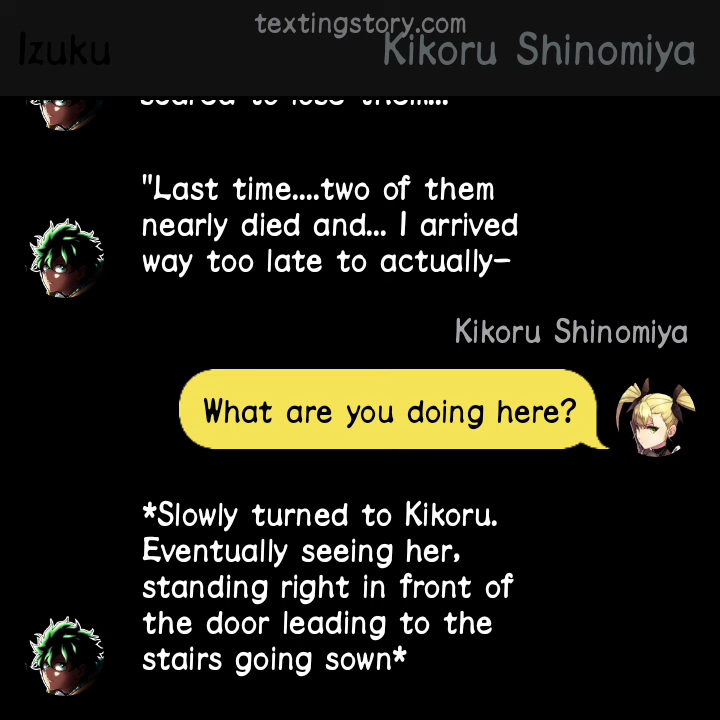 textingstory.com
Izuku
Kikoru Shinomiya
"Last time....two of them
nearly died and... I arrived
way too late to actually-
Kikoru Shinomiya
What are you doing here?
*Slowly turned to Kikoru.
Eventually seeing her,
standing right in front of
the door leading to the
stairs going sown*